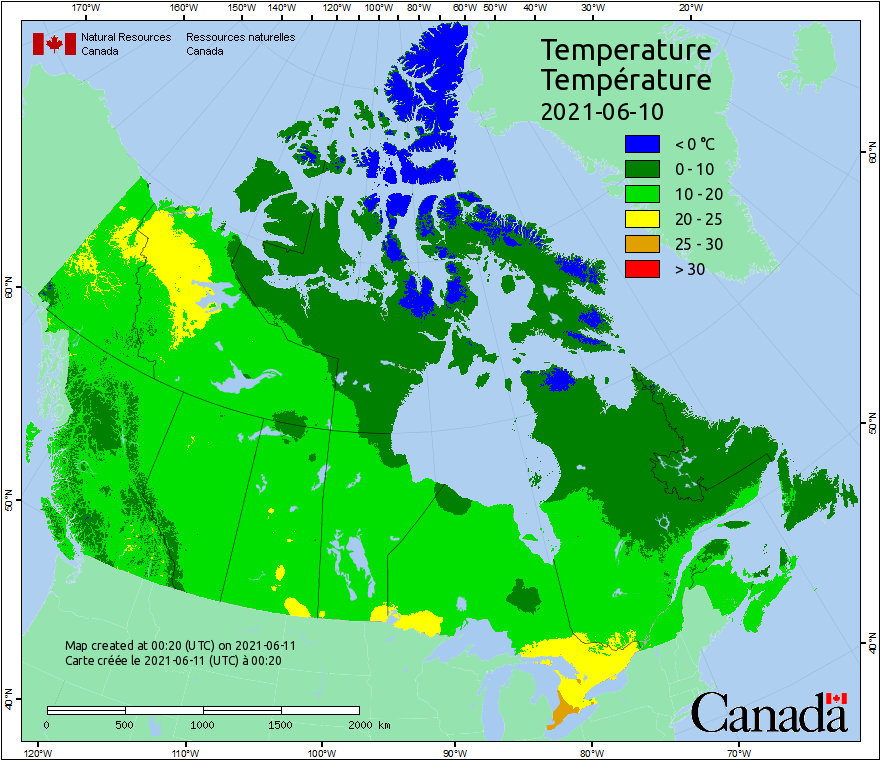 170°W 160°W 150°W 140°W 130°W 120°W 110°W 100°W 90°W 80°W 70°W 60°W 50°W 40°W 30°W 20°W
Natural Resources Canada
Ressources naturelles Canada
Temperature
Température
2021-06-10
< 0 °C
0 - 10
10 - 20
20 - 25
25 - 30
> 30
60°N
60°N
50°N
50°N
40°N
40°N
Map created at 00:20 (UTC) on 2021-06-11
Carte créée le 2021-06-11 (UTC) à 00:20
0 500 1000 1500 2000 km
Canada
120°W 110°W 100°W 90°W 80°W 70°W